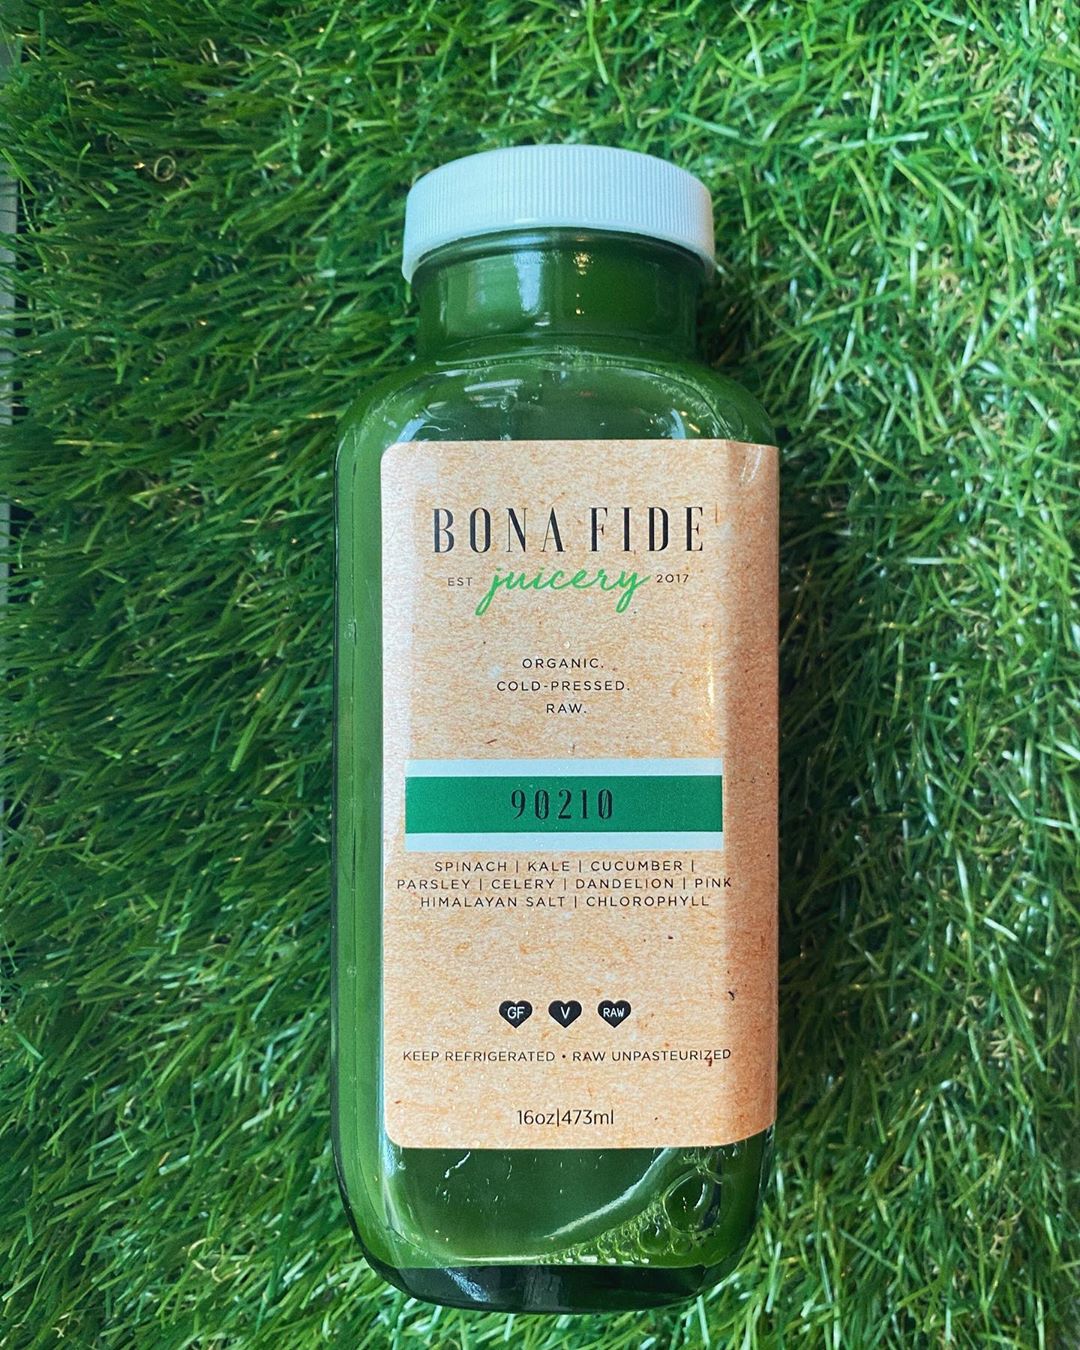 BONA FIDE
EST juicery 2017
ORGANIC.
COLD-PRESSED.
RAW.
90210
SPINACH | KALE | CUCUMBER |
PARSLEY | CELERY | DANDELION | PINK
HIMALAYAN SALT | CHLOROPHYLL
GF V RAW
KEEP REFRIGERATED • RAW UNPASTEURIZED
16oz|473ml